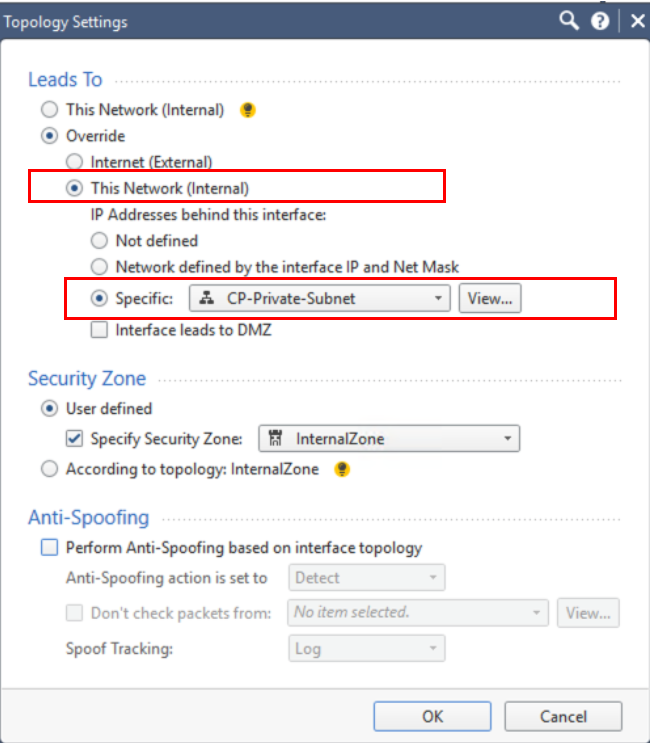 Topology Settings
Leads To
This Network (Internal)
Override
Internet (External)
This Network (Internal)
IP Addresses behind this interface:
Not defined
Network defined by the interface IP and Net Mask
Specific: CP-Private-Subnet View...
Interface leads to DMZ
Security Zone
User defined
Specify Security Zone: InternalZone
According to topology: InternalZone
Anti-Spoofing
Perform Anti-Spoofing based on interface topology
Anti-Spoofing action is set to Detect
Don't check packets from: No item selected. View...
Spoof Tracking: Log
OK Cancel